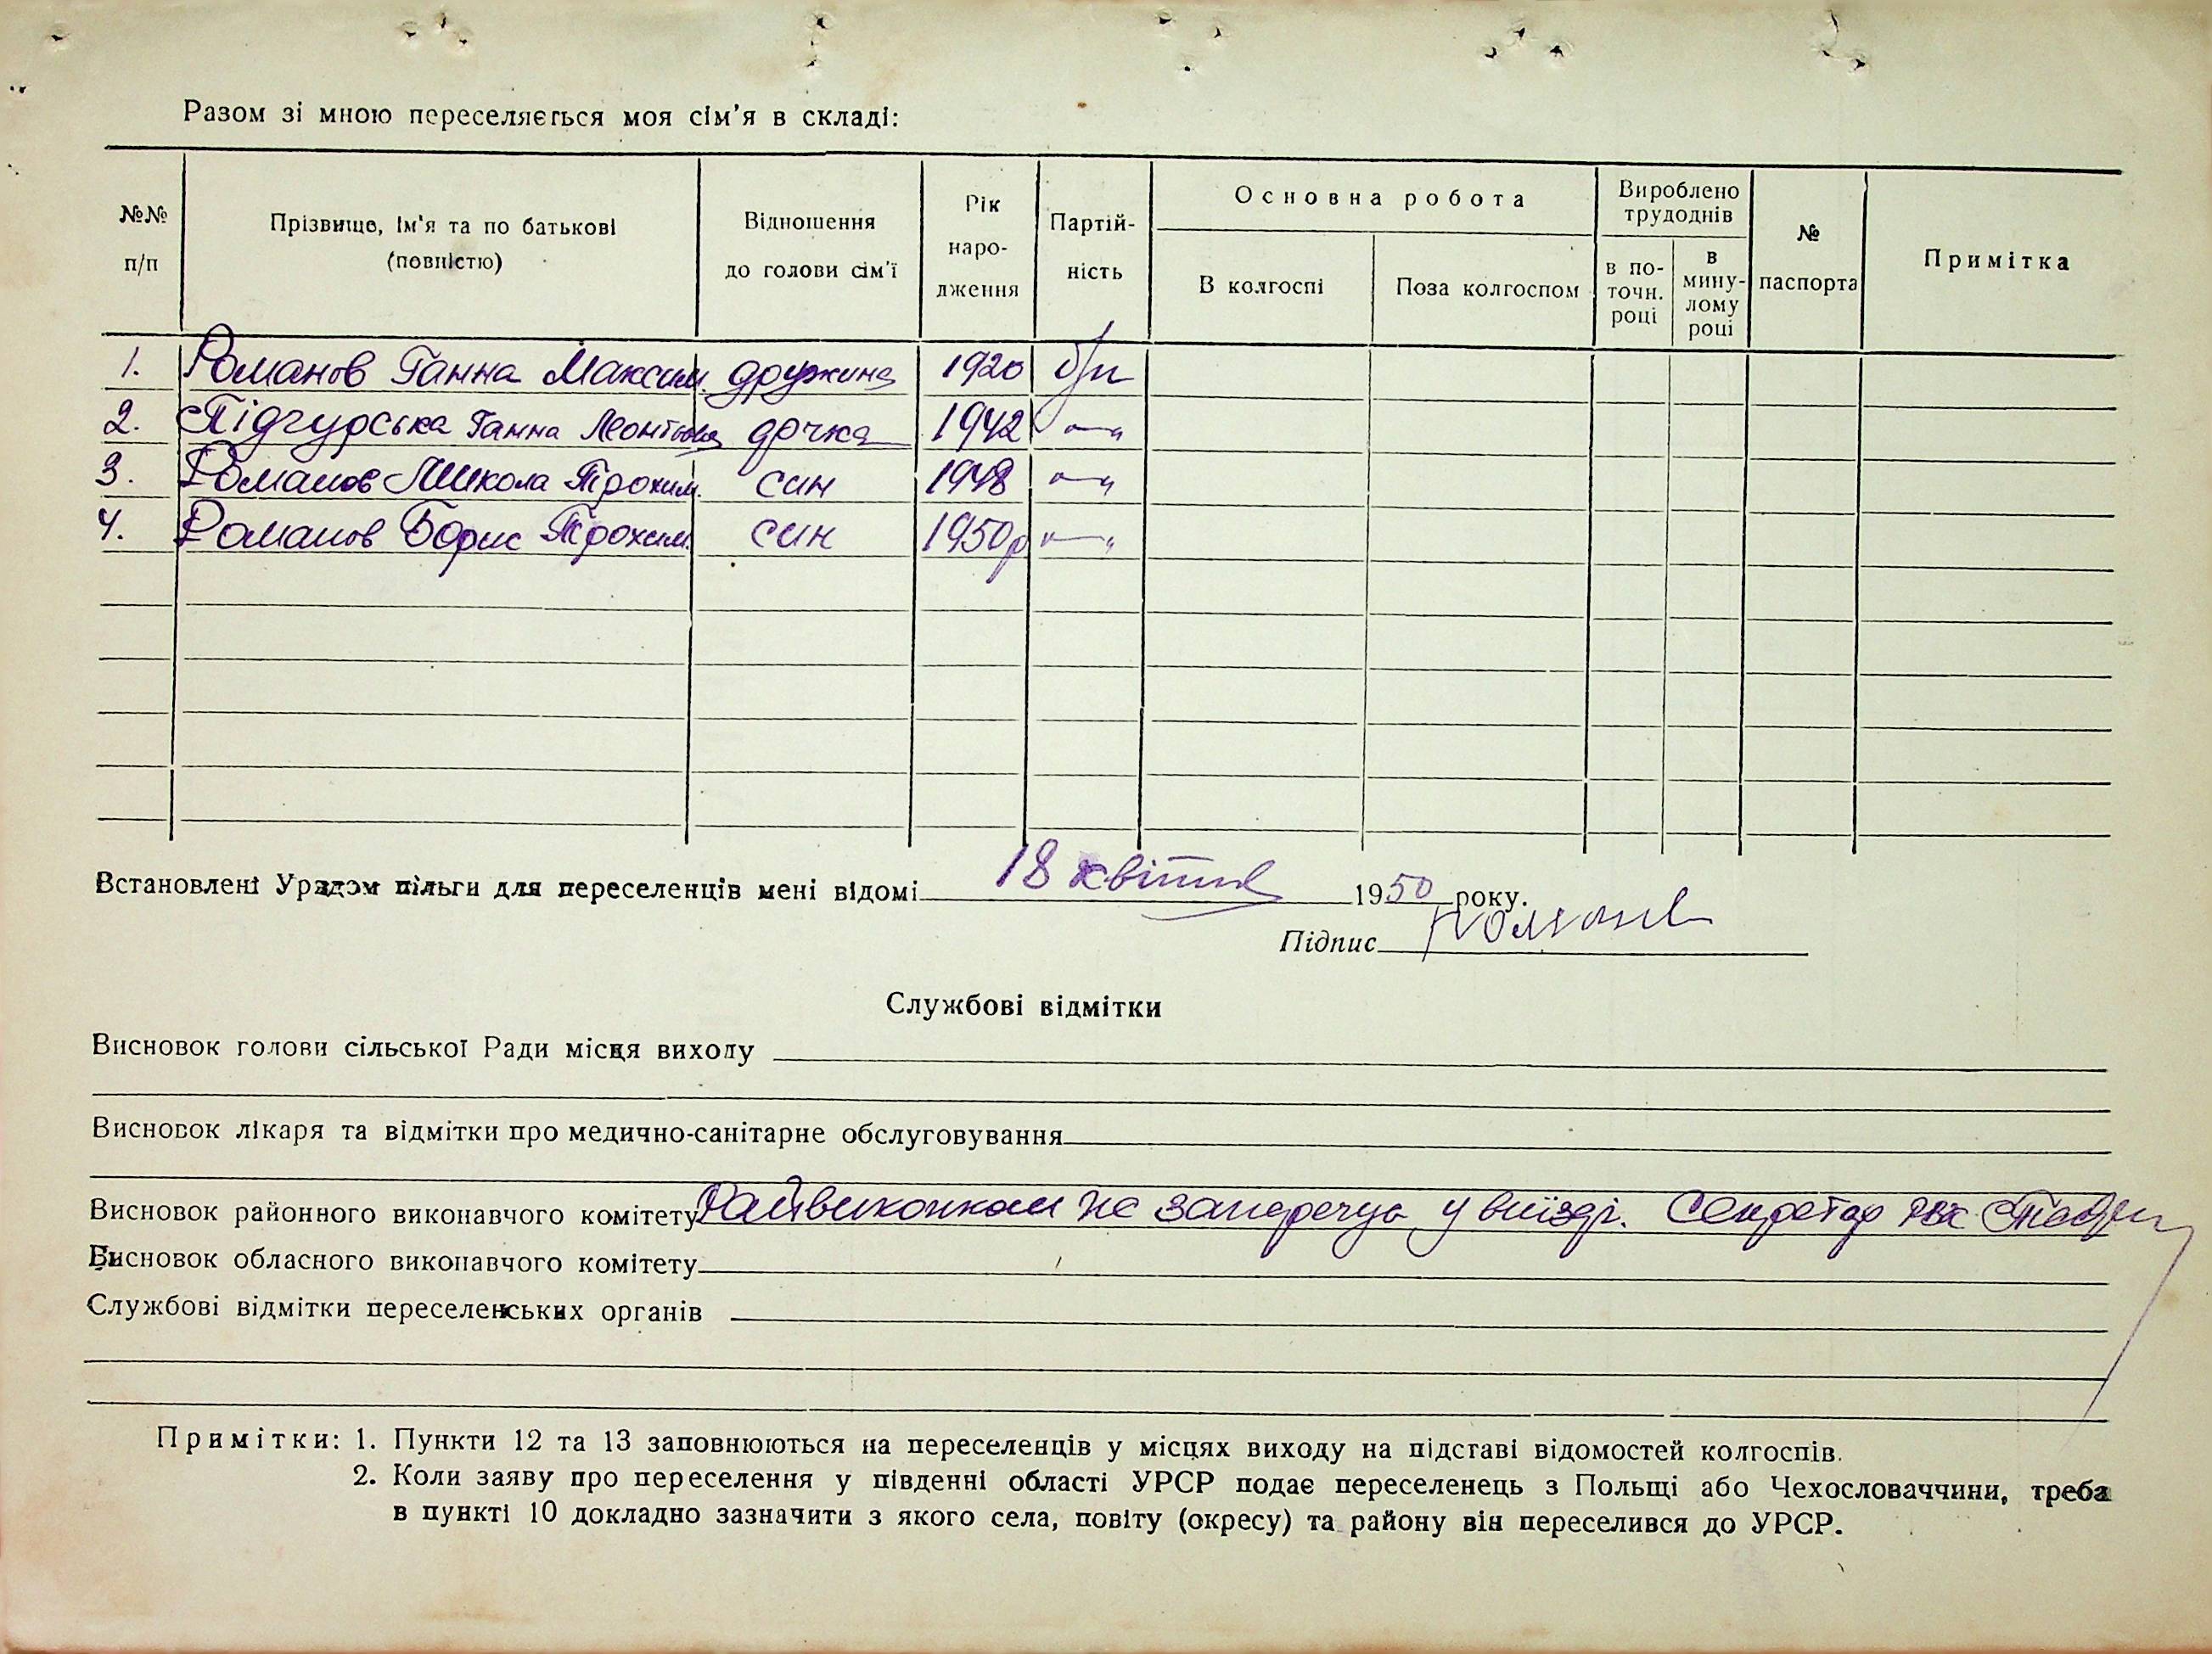 Разом зі мною переселяється моя сім'я в складі:
№№ п/п
Прізвище, ім'я та по батькові (повністю)
Відношення до голови сім'ї
Рік народження
Партійність
Основна робота
В колгоспі
Поза колгоспом
Вироблено трудоднів
в поточн. році
в минулому році
№ паспорта
Примітка
1. Романов Ганна Максим. дружина 1920 б/п
2. Підгурська Ганна Леонтіївна дочка 1942 -"-
3. Романов Микола Трохим. син 1948 -"-
4. Романов Борис Трохим. син 1950р -"-
Встановлені Урядом пільги для переселенців мені відомі 18 квітня 1950 року.
Підпис Романов
Службові відмітки
Висновок голови сільської Ради місця виходу
Висновок лікаря та відмітки про медично-санітарне обслуговування
Висновок районного виконавчого комітету Райвиконком не заперечує у виїзді. Секретар рвк
Висновок обласного виконавчого комітету
Службові відмітки переселенських органів
Примітки: 1. Пункти 12 та 13 заповнюються на переселенців у місцях виходу на підставі відомостей колгоспів.
2. Коли заяву про переселення у південні області УРСР подає переселенець з Польщі або Чехословаччини, треба
в пункті 10 докладно зазначити з якого села, повіту (окресу) та району він переселився до УРСР.